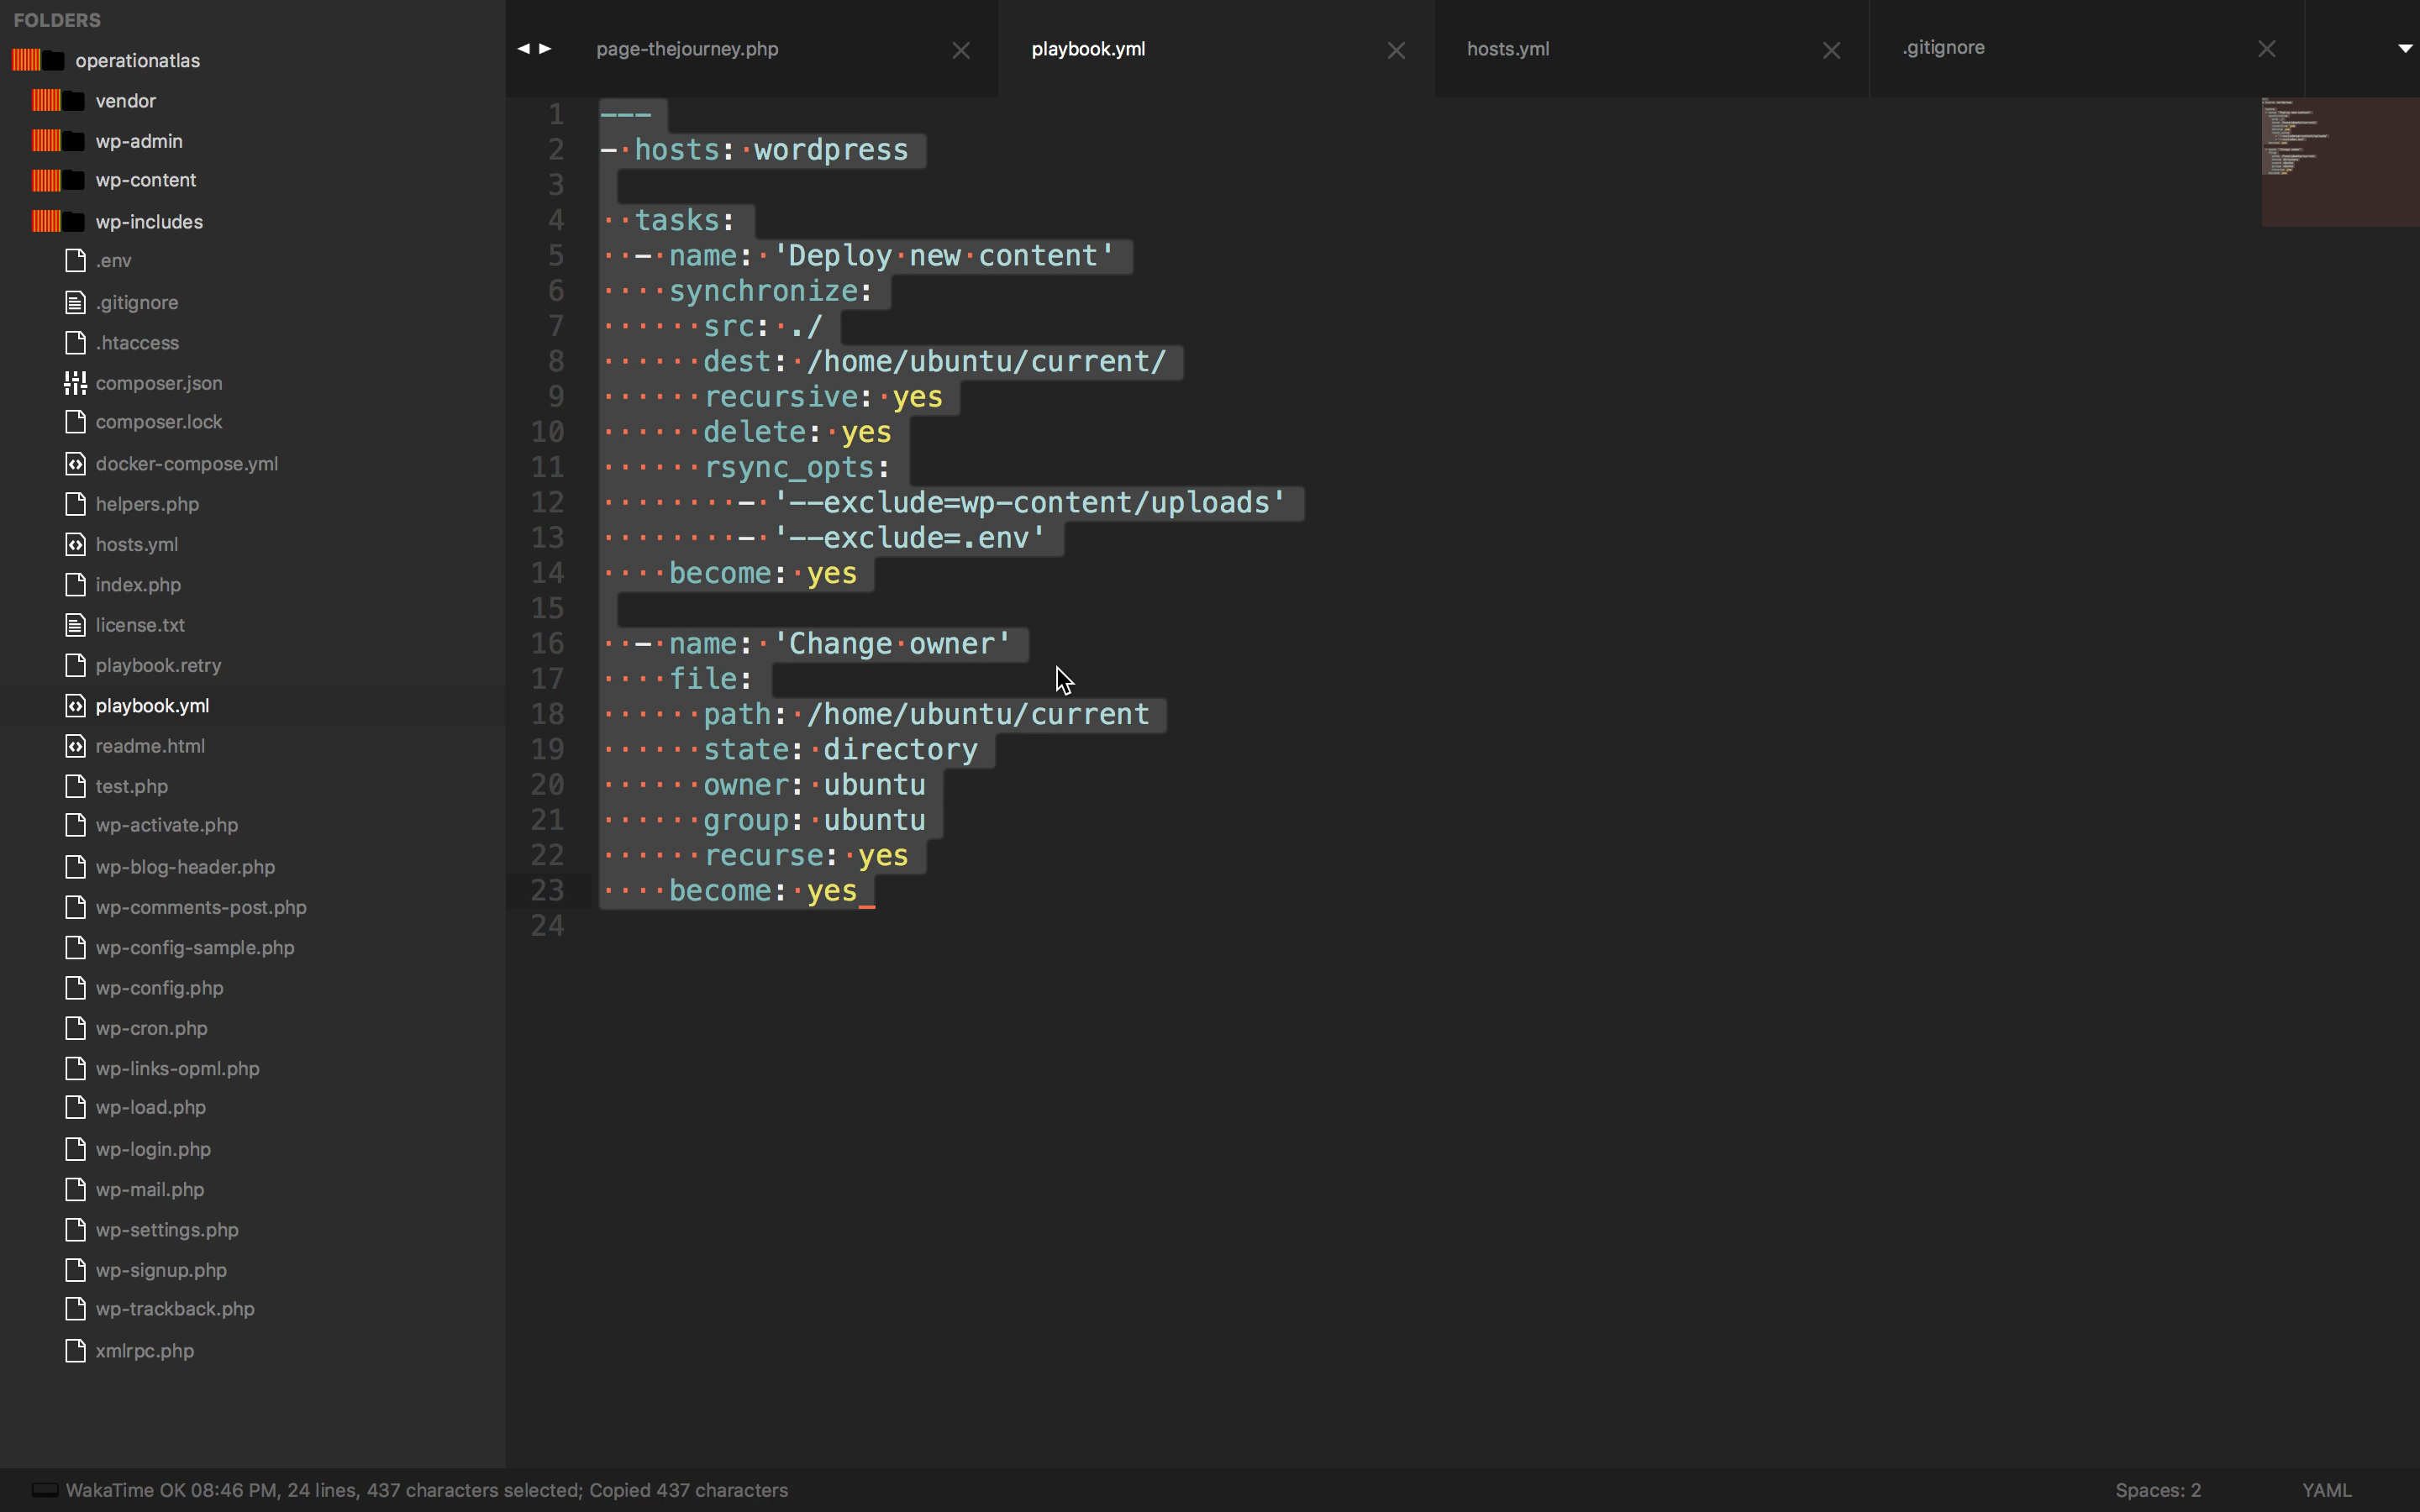 FOLDERS
operationatlas
vendor
wp-admin
wp-content
wp-includes
.env
.gitignore
.htaccess
composer.json
composer.lock
docker-compose.yml
helpers.php
hosts.yml
index.php
license.txt
playbook.retry
playbook.yml
readme.html
test.php
wp-activate.php
wp-blog-header.php
wp-comments-post.php
wp-config-sample.php
wp-config.php
wp-cron.php
wp-links-opml.php
wp-load.php
wp-login.php
wp-mail.php
wp-settings.php
wp-signup.php
wp-trackback.php
xmlrpc.php
page-thejourney.php playbook.yml hosts.yml .gitignore
1 ---
2 - hosts: wordpress
3
4   tasks:
5   - name: 'Deploy new content'
6     synchronize:
7       src: ./
8       dest: /home/ubuntu/current/
9       recursive: yes
10       delete: yes
11       rsync_opts:
12         - '--exclude=wp-content/uploads'
13         - '--exclude=.env'
14     become: yes
15
16   - name: 'Change owner'
17     file:
18       path: /home/ubuntu/current
19       state: directory
20       owner: ubuntu
21       group: ubuntu
22       recurse: yes
23     become: yes
24
WakaTime OK 08:46 PM, 24 lines, 437 characters selected; Copied 437 characters Spaces: 2 YAML